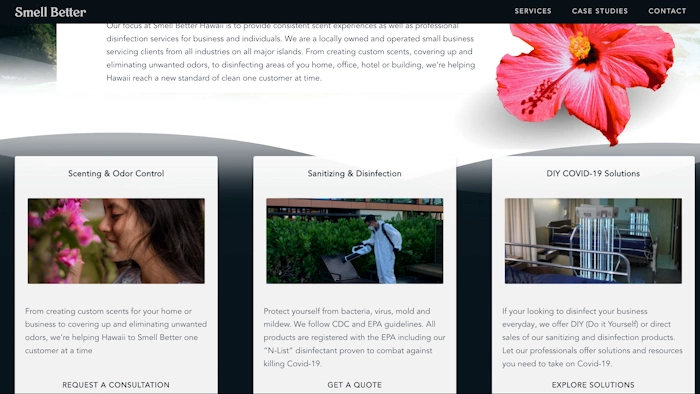 Smell Better
SERVICES CASE STUDIES CONTACT
Our focus at Smell Better Hawaii is to provide consistent scent experiences as well as professional
disinfection services for business and individuals. We are a locally owned and operated small business
servicing clients from all industries on all major islands. From creating custom scents, covering up and
eliminating unwanted odors, to disinfecting areas of you home, office, hotel or building, we're helping
Hawaii reach a new standard of clean one customer at time.
Scenting & Odor Control
From creating custom scents for your home or
business to covering up and eliminating unwanted
odors, we're helping Hawaii to Smell Better one
customer at a time
REQUEST A CONSULTATION
Sanitizing & Disinfection
Protect yourself from bacteria, virus, mold and
mildew. We follow CDC and EPA guidelines. All
products are registered with the EPA including our
"N-List" disinfectant proven to combat against
killing Covid-19.
GET A QUOTE
DIY COVID-19 Solutions
If your looking to disinfect your business
everyday, we offer DIY (Do it Yourself) or direct
sales of our sanitizing and disinfection products.
Let our professionals offer solutions and resources
you need to take on Covid-19.
EXPLORE SOLUTIONS